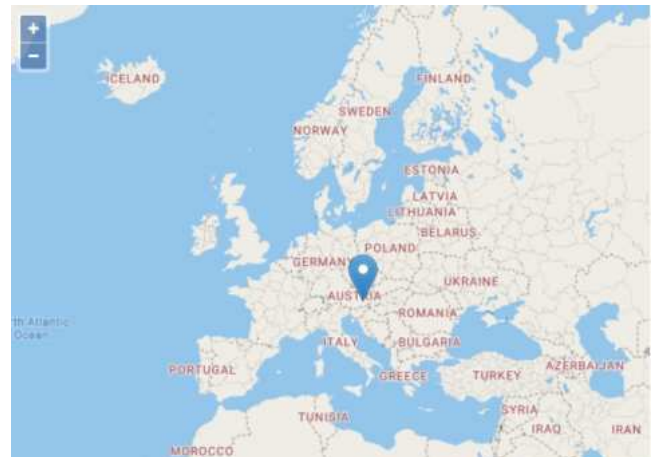 +
−
ICELAND
FINLAND
SWEDEN
NORWAY
ESTONIA
LATVIA
LITHUANIA
BELARUS
POLAND
GERMANY
UKRAINE
AUSTRIA
ROMANIA
th Atlantic
Ocean
ITALY
BULGARIA
PORTUGAL
GREECE
TURKEY
AZERBAIJAN
TUNISIA
SYRIA
IRAQ
IRAN
MOROCCO